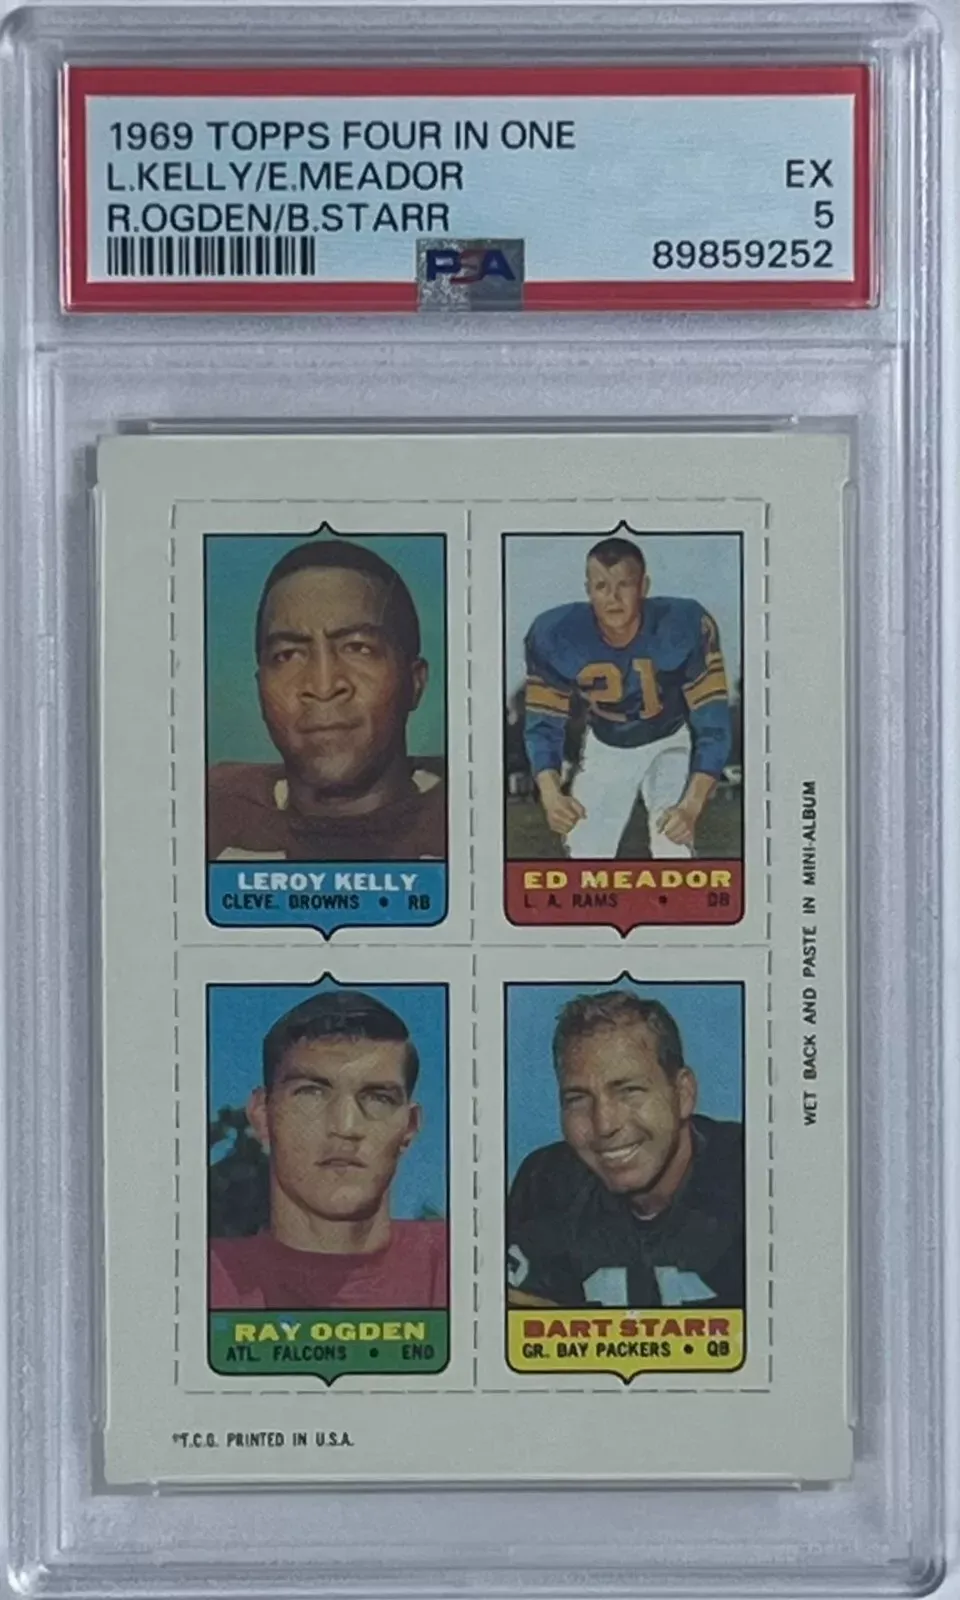 1969 TOPPS FOUR IN ONE
L.KELLY/E.MEADOR
EX
R.OGDEN/B.STARR
5
PSA
89859252
21
LEROY KELLY
CLEVE. BROWNS • RB
ED MEADOR
L. A. RAMS • DB
RAY OGDEN
ATL. FALCONS • END
BART STARR
GR. BAY PACKERS • QB
WET BACK AND PASTE IN MINI-ALBUM
©T.C.G. PRINTED IN U.S.A.